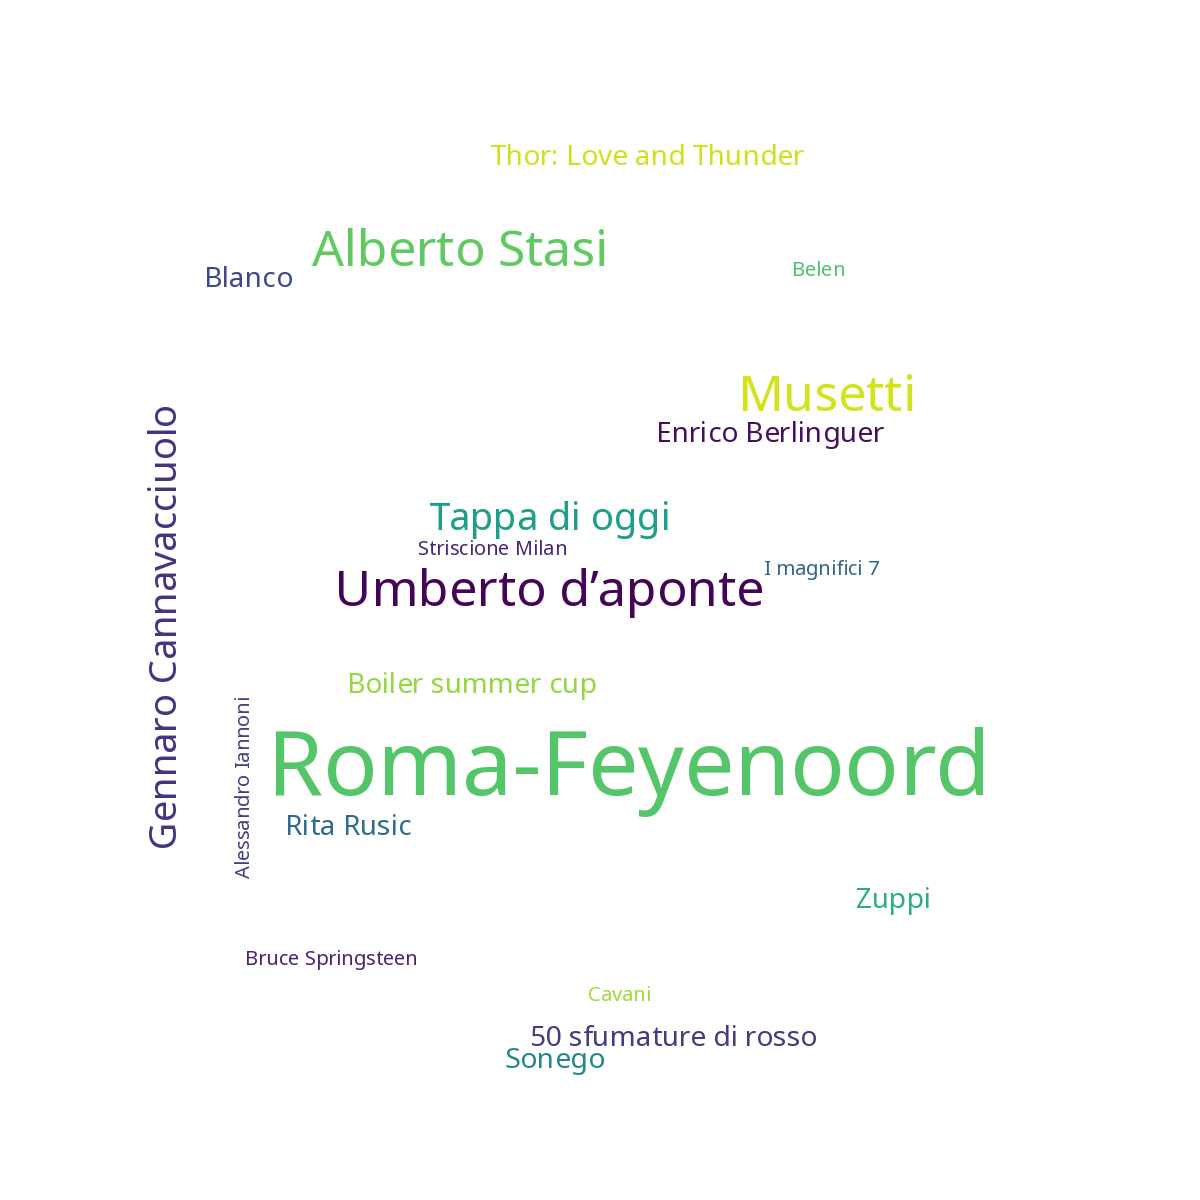 Thor: Love and Thunder
Alberto Stasi
Belen
Blanco
Musetti
Enrico Berlinguer
Gennaro Cannavacciuolo
Tappa di oggi
Striscione Milan
I magnifici 7
Umberto d’aponte
Boiler summer cup
Alessandro Iannoni
Roma-Feyenoord
Rita Rusic
Zuppi
Bruce Springsteen
Cavani
50 sfumature di rosso
Sonego